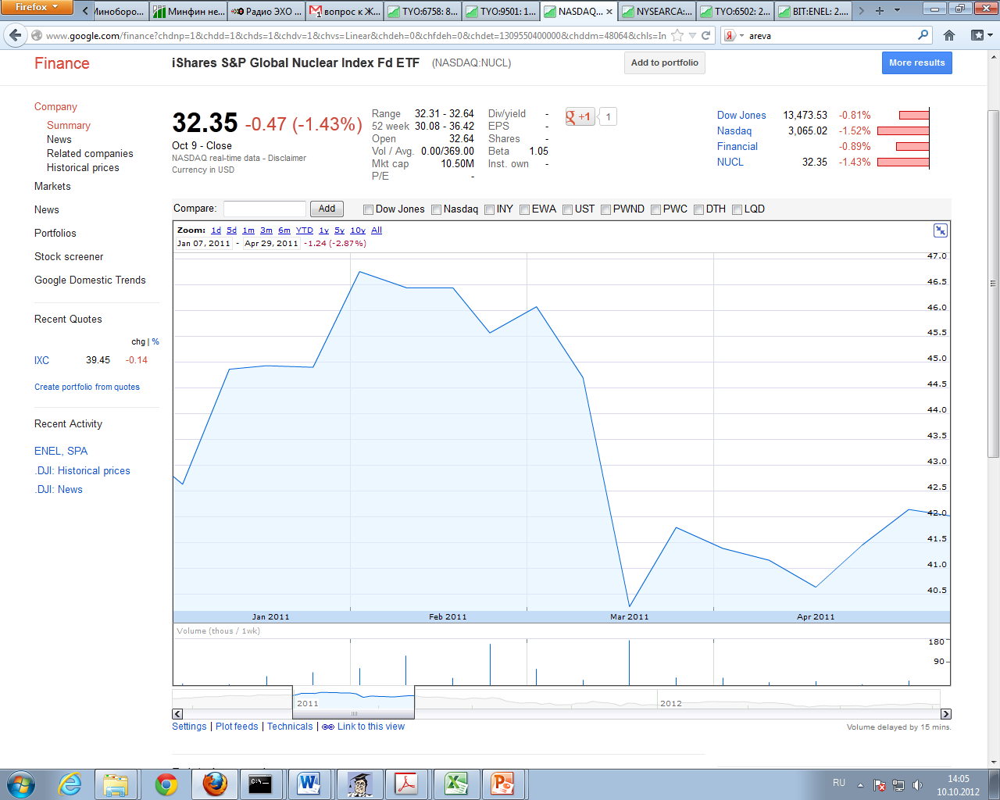 Firefox
Миноборо...
Минфин не...
Радио ЭХО ...
вопрос к Ж...
TYO:6758: 8...
TYO:9501: 1...
NASDAQ...
NYSEARCA:...
TYO:6502: 2...
BIT:ENEL: 2....
www.google.com/finance?chdnp=1&chdd=1&chds=1&chdv=1&chvs=Linear&chdeh=0&chfdeh=0&chdet=1309550400000&chddm=48064&chls=In
areva
Finance
iShares S&P Global Nuclear Index Fd ETF (NASDAQ:NUCL)
Add to portfolio
More results
Company
Summary
News
Related companies
Historical prices
Markets
News
Portfolios
Stock screener
Google Domestic Trends
Recent Quotes
chg | %
IXC 39.45 -0.14
Create portfolio from quotes
Recent Activity
ENEL, SPA
.DJI: Historical prices
.DJI: News
32.35 -0.47 (-1.43%)
Oct 9 - Close
NASDAQ real-time data - Disclaimer
Currency in USD
Range 32.31 - 32.64
52 week 30.08 - 36.42
Open 32.64
Vol / Avg. 0.00/369.00
Mkt cap 10.50M
P/E -
Div/yield -
EPS -
Shares -
Beta 1.05
Inst. own -
g +1 1
Dow Jones 13,473.53 -0.81%
Nasdaq 3,065.02 -1.52%
Financial -0.89%
NUCL 32.35 -1.43%
Compare: Add Dow Jones Nasdaq INY EWA UST PWND PWC DTH LQD
Zoom: 1d 5d 1m 3m 6m YTD 1y 5y 10y All
Jan 07, 2011 - Apr 29, 2011 -1.24 (-2.87%)
47.0
46.5
46.0
45.5
45.0
44.5
44.0
43.5
43.0
42.5
42.0
41.5
41.0
40.5
Jan 2011 Feb 2011 Mar 2011 Apr 2011
Volume (thous / 1wk)
180
90
2011 2012
Settings | Plot feeds | Technicals | Link to this view
Volume delayed by 15 mins.
RU
14:05
10.10.2012